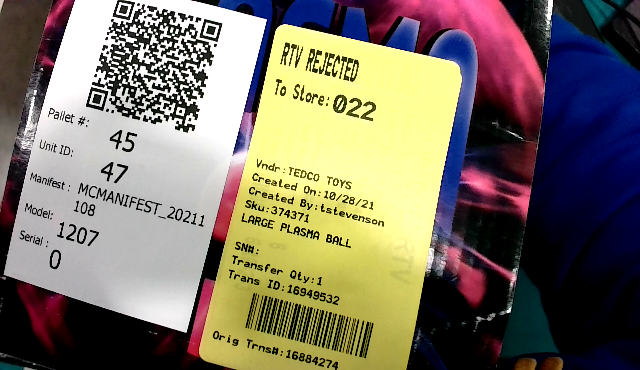 Pallet #:
45
Unit ID:
47
Manifest :
MCMANIFEST_20211
108
Model:
1207
Serial :
0
RTV REJECTED
To Store:022
Vndr:TEDCO TOYS
Created On:10/28/21
Created By:tstevenson
Sku:374371
LARGE PLASMA BALL
SN#:
Transfer Qty:1
Trans ID:16949532
Orig Trns#:16884274